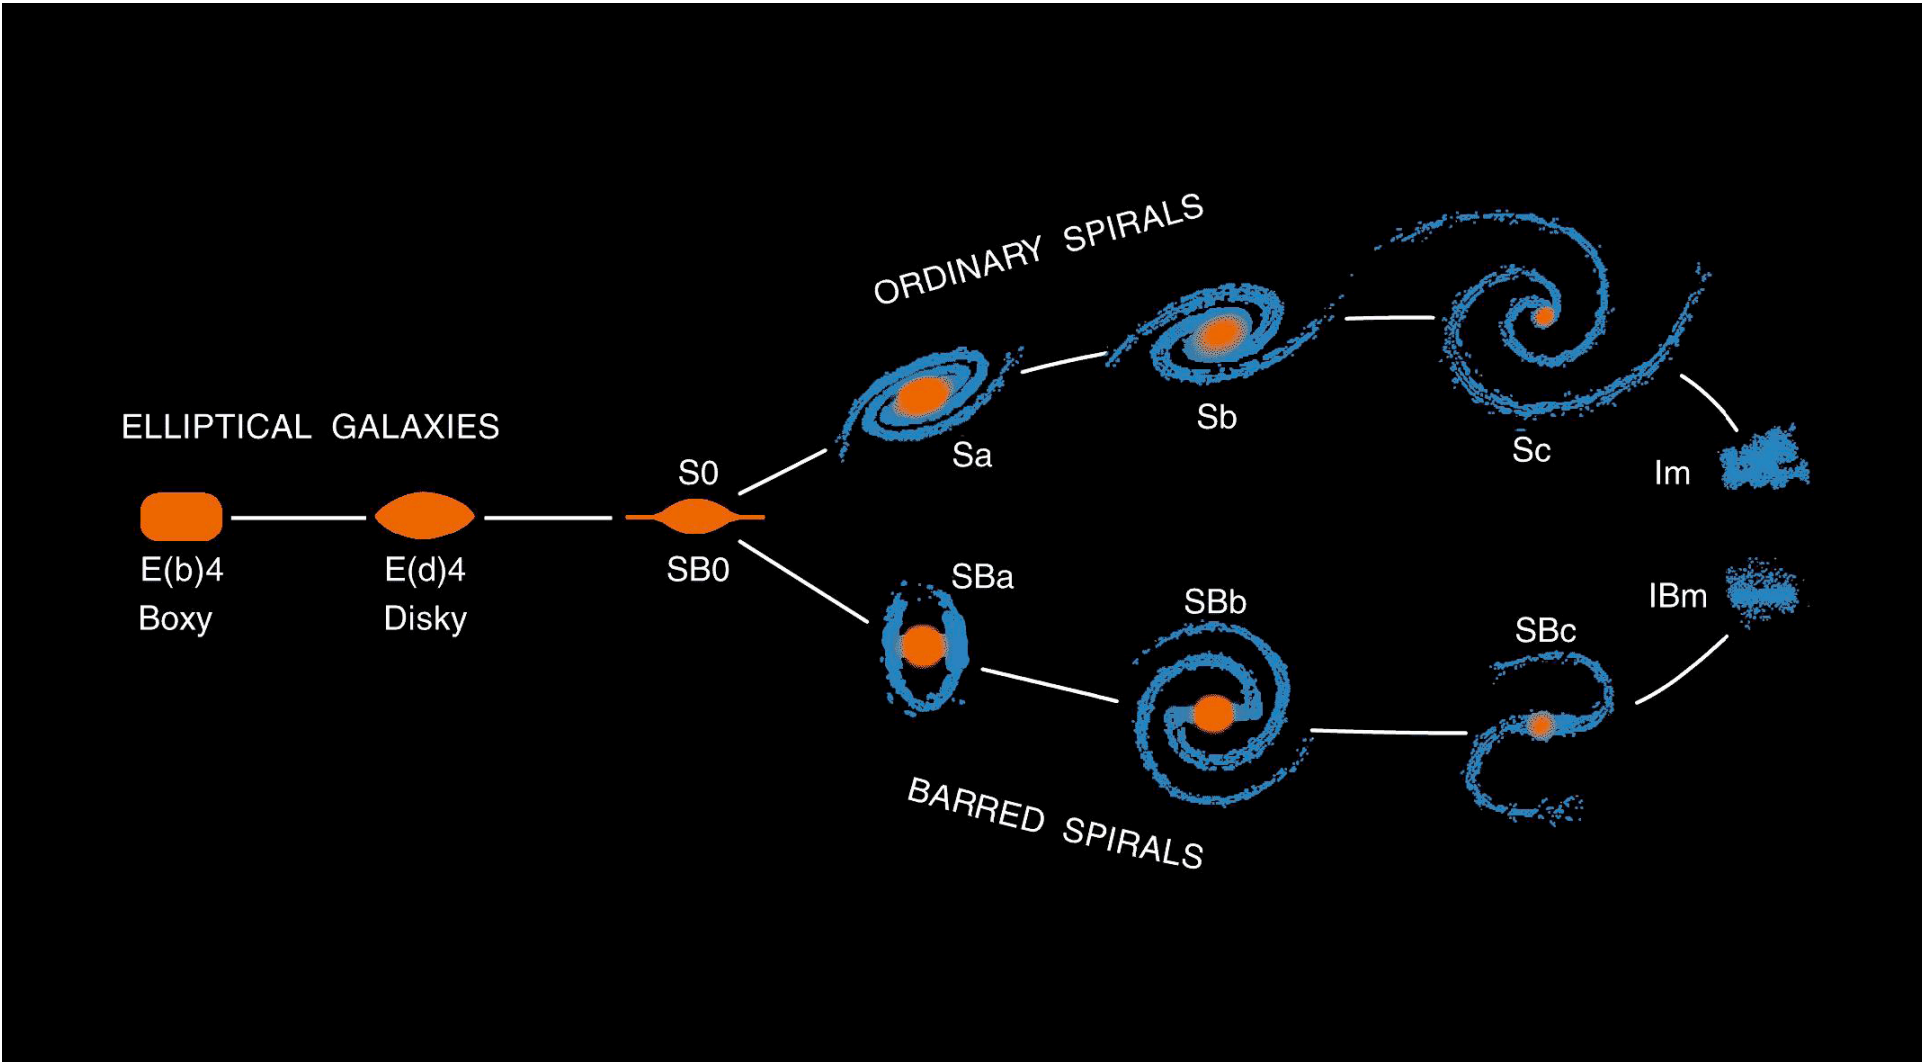 ORDINARY SPIRALS
ELLIPTICAL GALAXIES
E(b)4
Boxy
E(d)4
Disky
S0
SB0
Sa
Sb
Sc
Im
SBa
SBb
SBc
IBm
BARRED SPIRALS